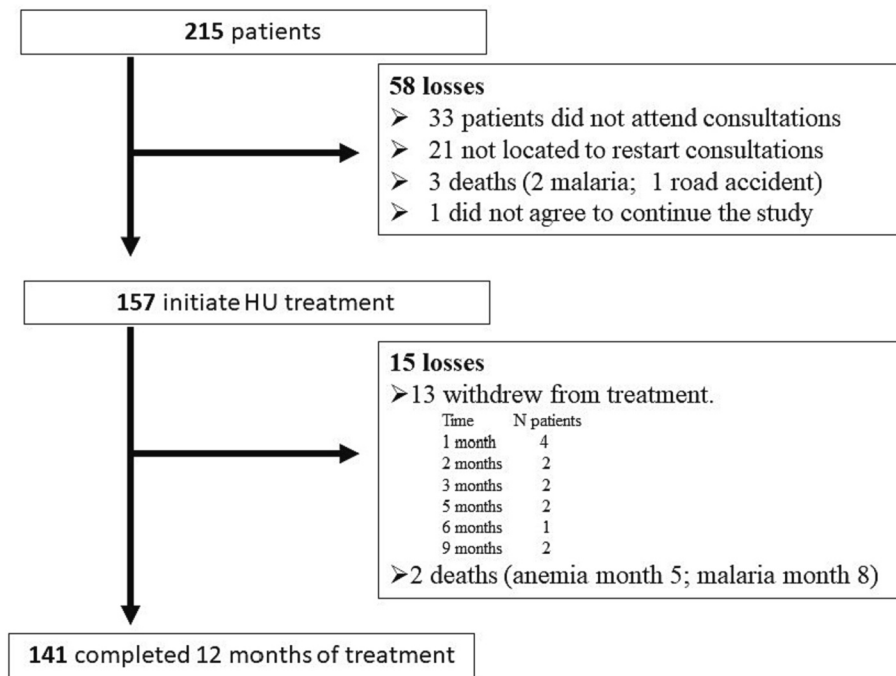 215 patients
58 losses
➢ 33 patients did not attend consultations
➢ 21 not located to restart consultations
➢ 3 deaths (2 malaria; 1 road accident)
➢ 1 did not agree to continue the study
157 initiate HU treatment
15 losses
➢13 withdrew from treatment.
Time N patients
1 month 4
2 months 2
3 months 2
5 months 2
6 months 1
9 months 2
➢2 deaths (anemia month 5; malaria month 8)
141 completed 12 months of treatment